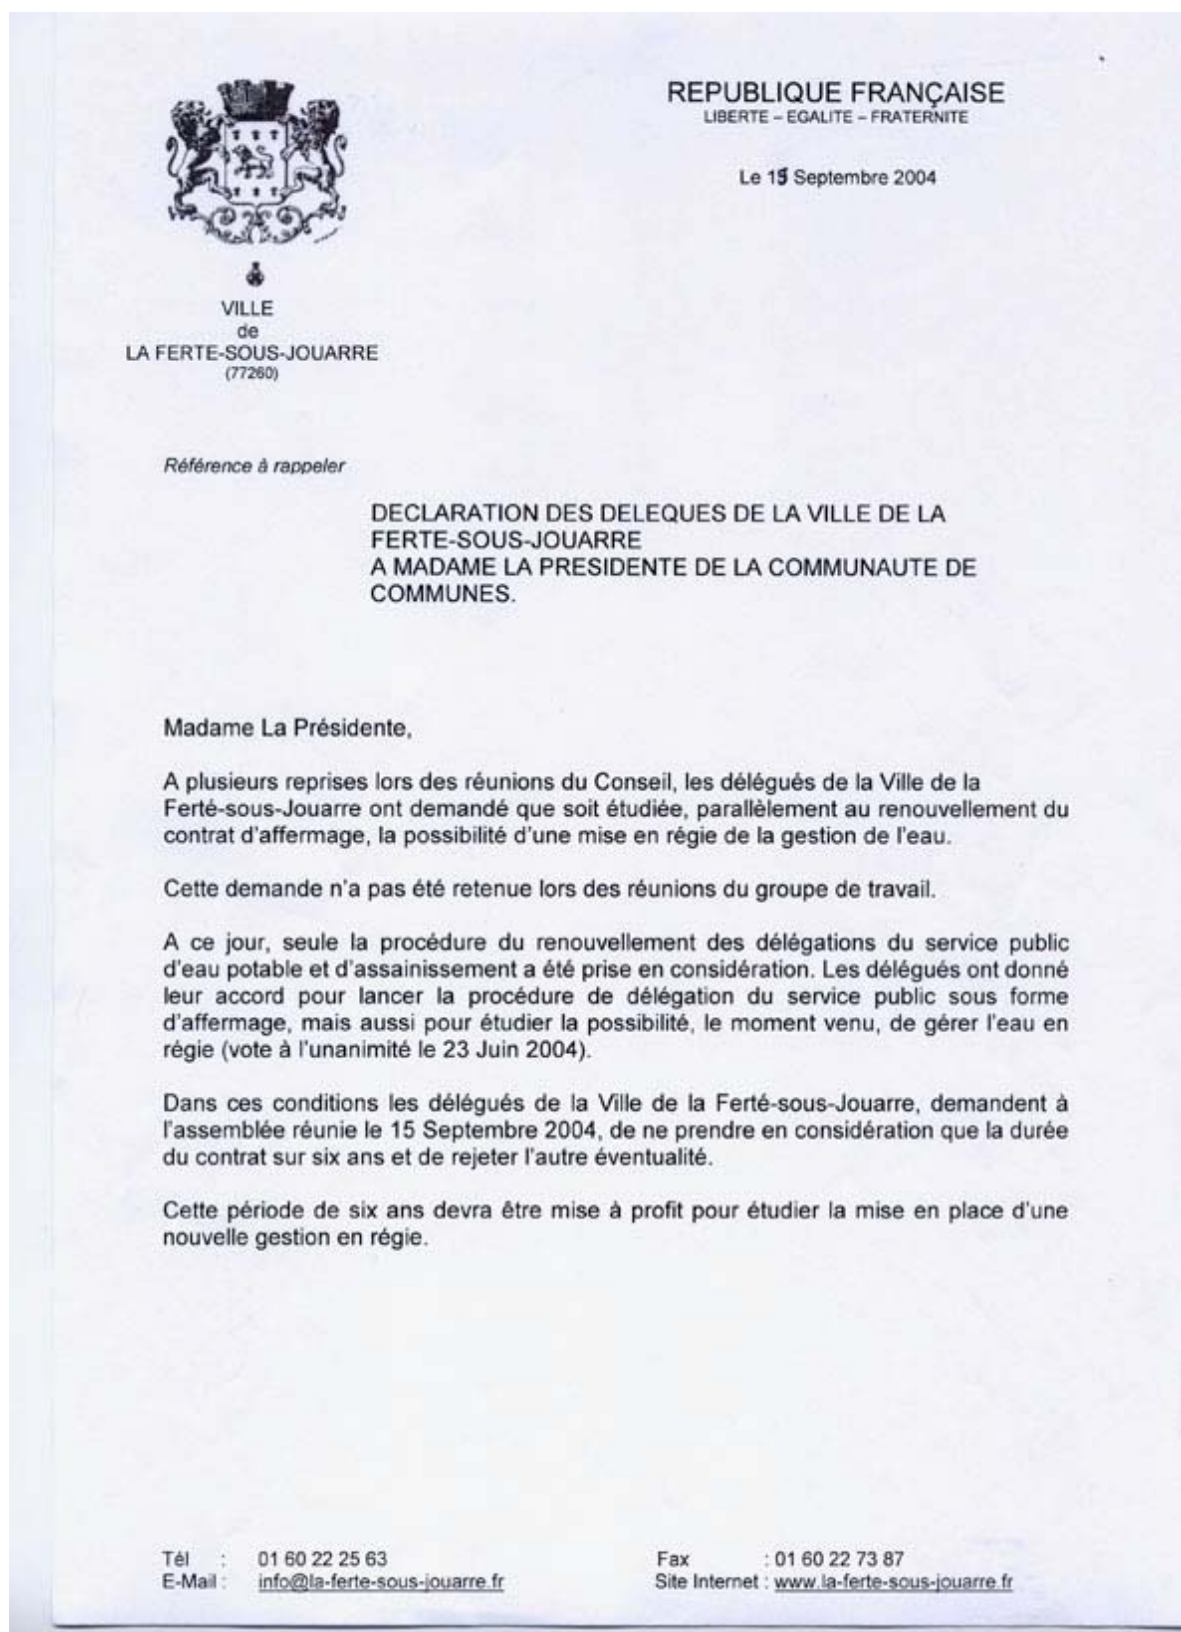 REPUBLIQUE FRANÇAISE
LIBERTE – EGALITE – FRATERNITE
Le 15 Septembre 2004
VILLE
de
LA FERTE-SOUS-JOUARRE
(77260)
Référence à rappeler
DECLARATION DES DELEQUES DE LA VILLE DE LA
FERTE-SOUS-JOUARRE
A MADAME LA PRESIDENTE DE LA COMMUNAUTE DE
COMMUNES.
Madame La Présidente,
A plusieurs reprises lors des réunions du Conseil, les délégués de la Ville de la
Ferté-sous-Jouarre ont demandé que soit étudiée, parallèlement au renouvellement du
contrat d'affermage, la possibilité d'une mise en régie de la gestion de l'eau.
Cette demande n'a pas été retenue lors des réunions du groupe de travail.
A ce jour, seule la procédure du renouvellement des délégations du service public
d'eau potable et d'assainissement a été prise en considération. Les délégués ont donné
leur accord pour lancer la procédure de délégation du service public sous forme
d'affermage, mais aussi pour étudier la possibilité, le moment venu, de gérer l'eau en
régie (vote à l'unanimité le 23 Juin 2004).
Dans ces conditions les délégués de la Ville de la Ferté-sous-Jouarre, demandent à
l'assemblée réunie le 15 Septembre 2004, de ne prendre en considération que la durée
du contrat sur six ans et de rejeter l'autre éventualité.
Cette période de six ans devra être mise à profit pour étudier la mise en place d'une
nouvelle gestion en régie.
Tél : 01 60 22 25 63 Fax : 01 60 22 73 87
E-Mail : info@la-ferte-sous-jouarre.fr Site Internet : www.la-ferte-sous-jouarre.fr